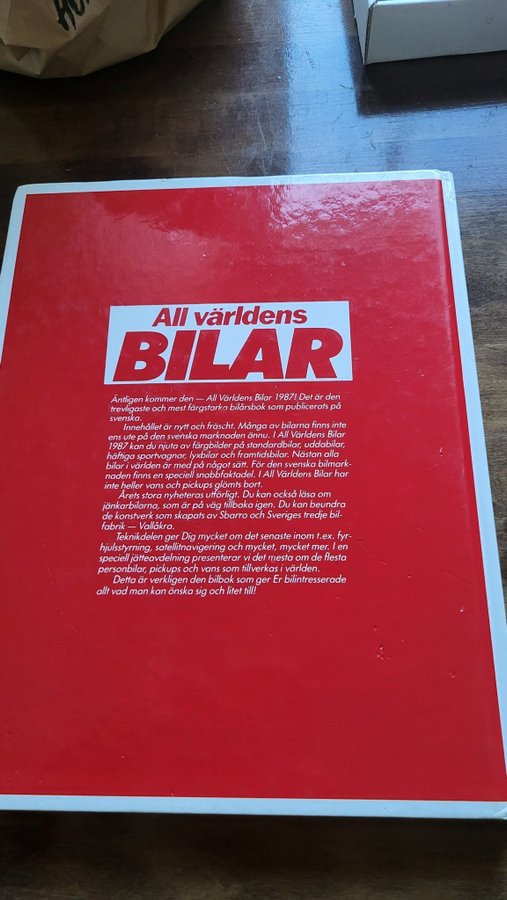 All världens
BILAR
Äntligen kommer den — All Världens Bilar 1987! Det är den
trevligaste och mest färgstarka bilårsbok som publicerats på
svenska.
Innehållet är nytt och fräscht. Många av bilarna finns inte
ens ute på den svenska marknaden ännu. I All Världens Bilar
1987 kan du njuta av färgbilder på standardbilar, uddabilar,
häftiga sportvagnar, lyxbilar och framtidsbilar. Nästan alla
bilar i världen är med på något sätt. För den svenska bilmark-
naden finns en speciell snabbfaktadel. I All Världens Bilar har
inte heller vans och pickups glömts bort.
Årets stora nyheter as utförligt. Du kan också läsa om
jänkarbilarna, som är på väg tillbaka igen. Du kan beundra
de konstverk som skapats av Sbarro och Sveriges tredje bil-
fabrik — Vallåkra.
Teknikdelen ger Dig mycket om det senaste inom t.ex. fyr-
hjulsstyrning, satellitnavigering och mycket, mycket mer. I en
speciell jätteavdelning presenterar vi det mesta om de flesta
personbilar, pickups och vans som tillverkas i världen.
Detta är verkligen den bilbok som ger Er bilintresserade
allt vad man kan önska sig och litet till!